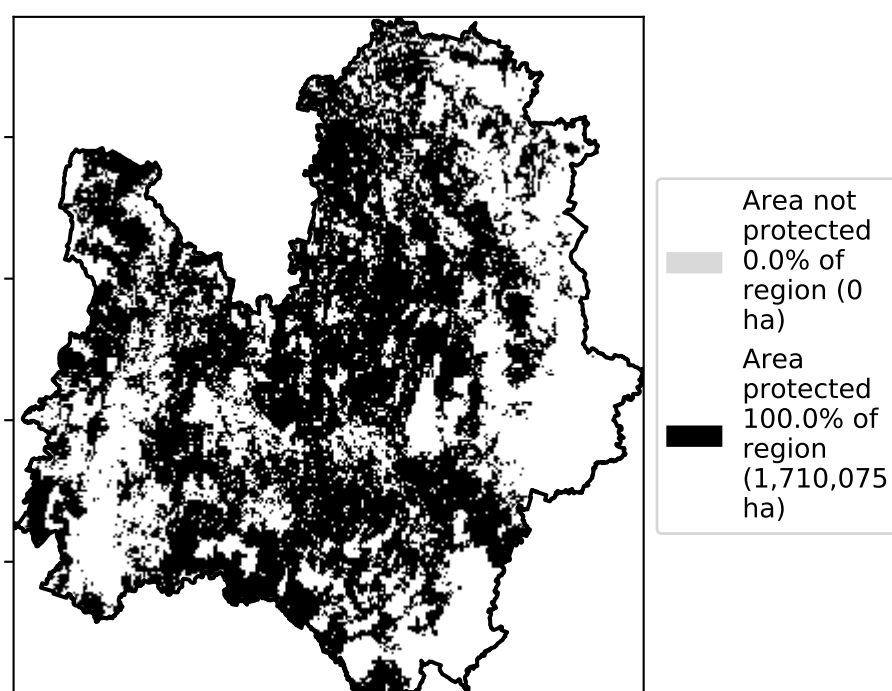 Area not
protected
0.0% of
region (0
ha)
Area
protected
100.0% of
region
(1,710,075
ha)